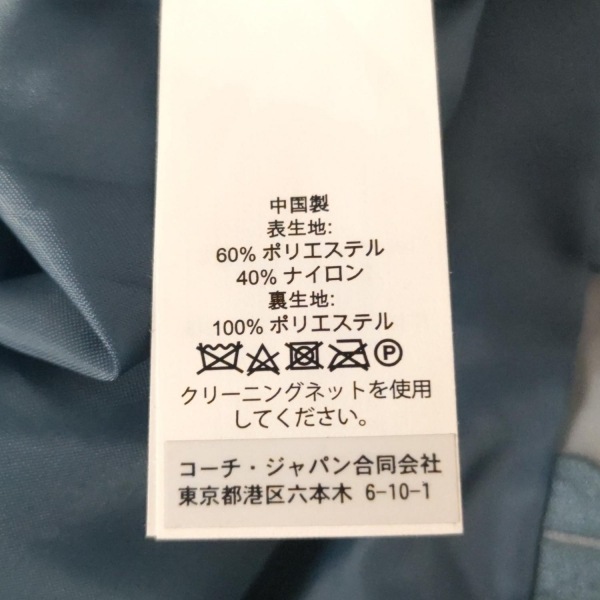 中国製
表生地:
60% ポリエステル
40% ナイロン
裏生地:
100% ポリエステル
P
クリーニングネットを使用
してください。
コーチ・ジャパン合同会社
東京都港区六本木 6-10-1